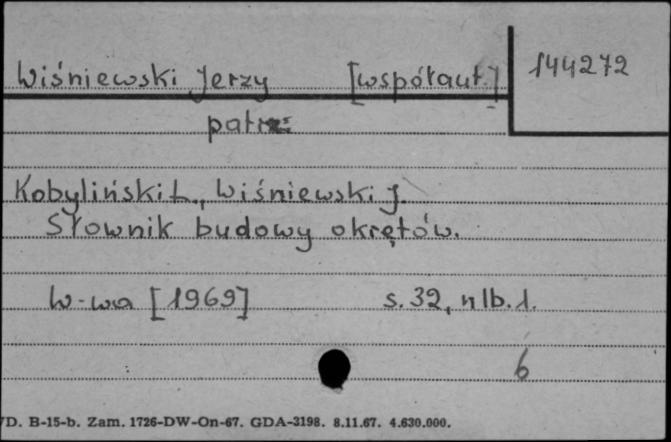 Wiśniewski Jerzy [współaut.] 144272
patrz:
Kobyliński L., Wiśniewski J.
Słownik budowy okrętów.
W-wa [1969] s. 32, nlb. 1.
6
/D. B-15-b. Zam. 1726-DW-On-67. GDA-3198. 8.11.67. 4.630.000.